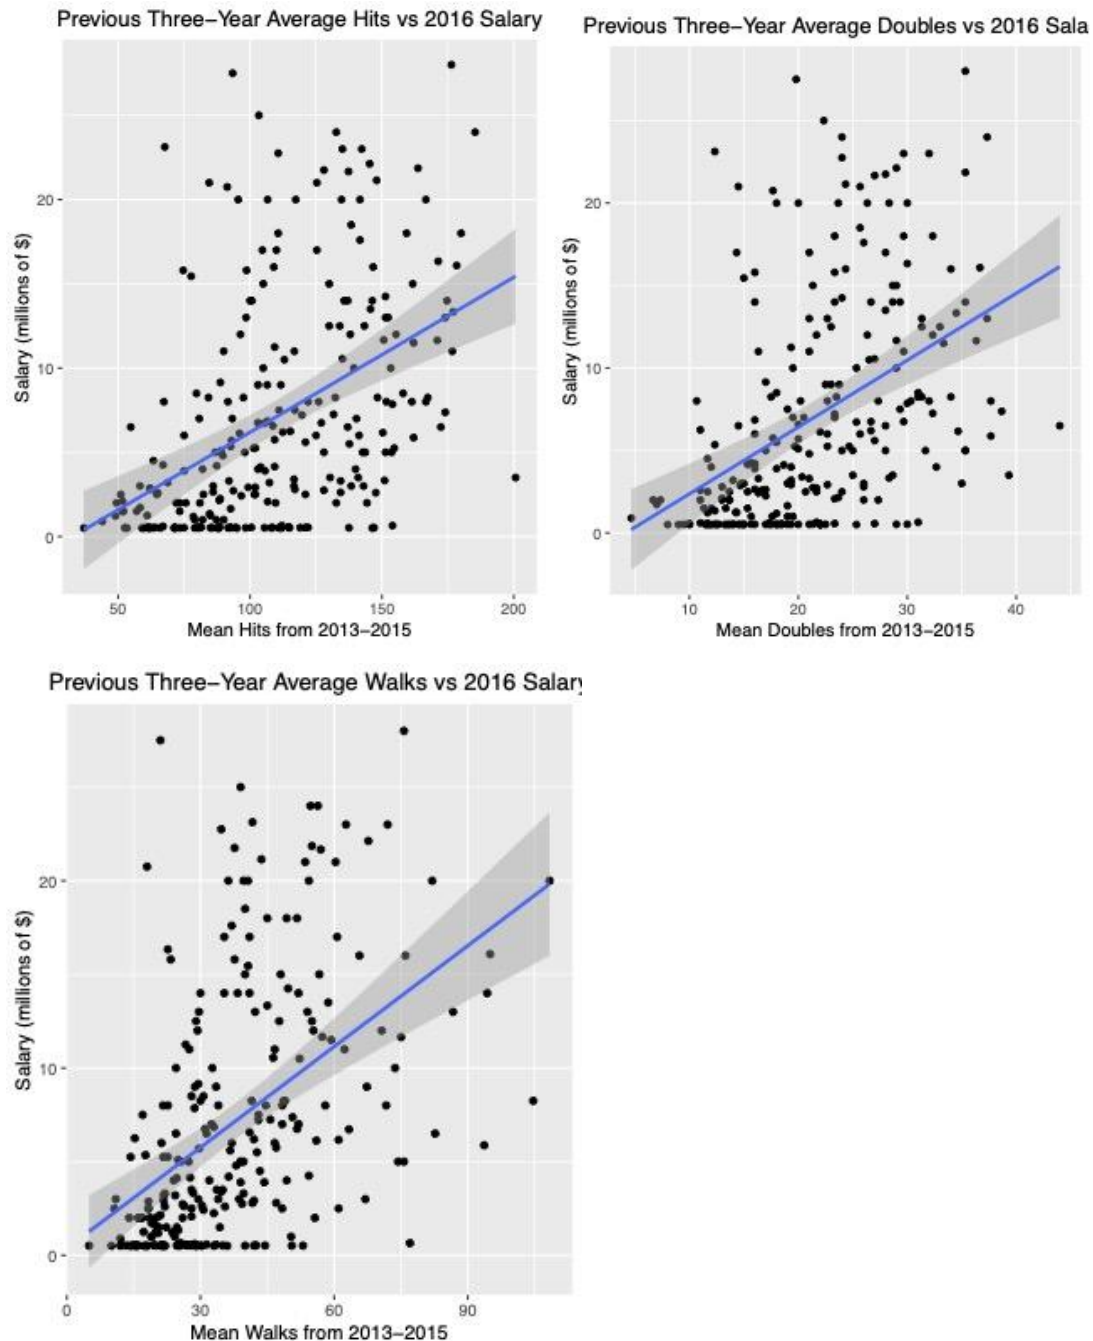 Previous Three−Year Average Hits vs 2016 Salary
20
10
0
Salary (millions of $)
50 100 150 200
Mean Hits from 2013−2015
Previous Three−Year Average Doubles vs 2016 Sala
20
10
0
Salary (millions of $)
10 20 30 40
Mean Doubles from 2013−2015
Previous Three−Year Average Walks vs 2016 Salary
20
10
0
Salary (millions of $)
0 30 60 90
Mean Walks from 2013−2015